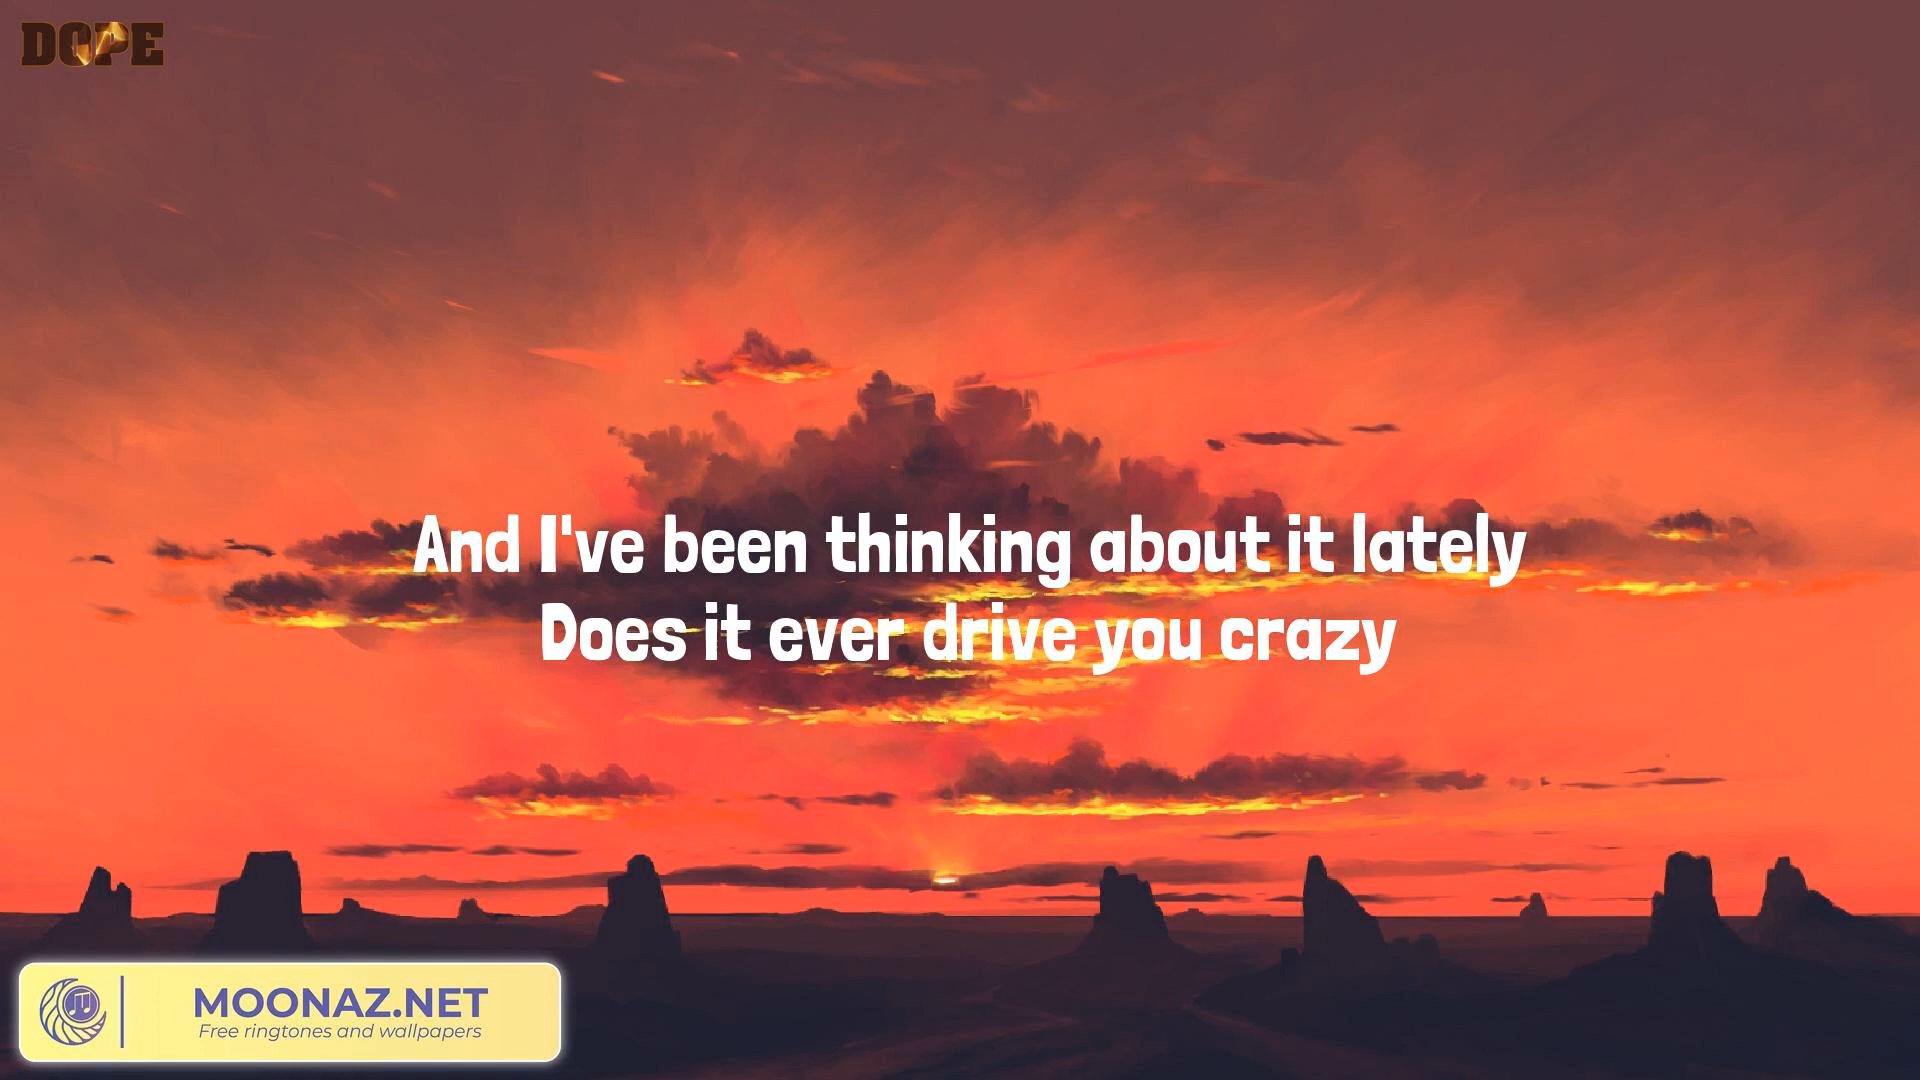 DOPE
And I've been thinking about it lately
Does it ever drive you crazy
MOONAZ.NET
Free ringtones and wallpapers